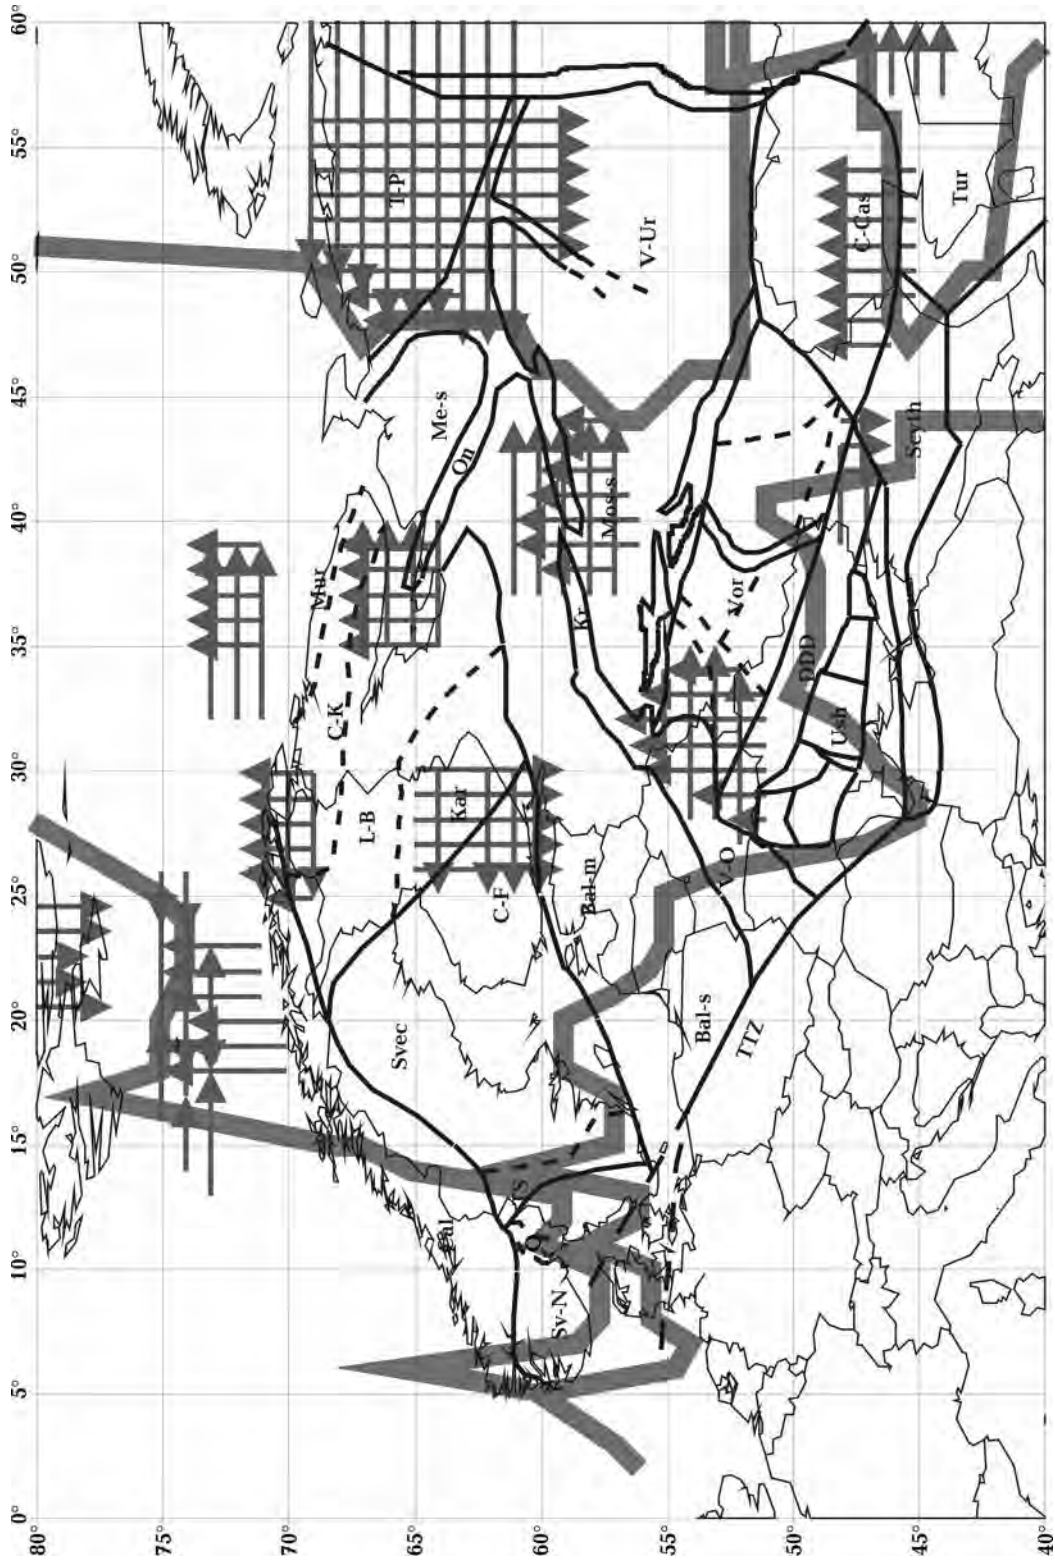 80°
75°
70°
65°
60°
55°
50°
45°
40°
0°
5°
10°
15°
20°
25°
30°
35°
40°
45°
50°
55°
60°
T-P
V-Ur
C-Cas
Tur
Me-s
On
Mos-s
Scyth
Mur
C-K
Kr
Vor
DDD
Ush
L-B
Kar
C-F
Bal-m
V-O
Svec
Bal-s
TTZ
Sv-N